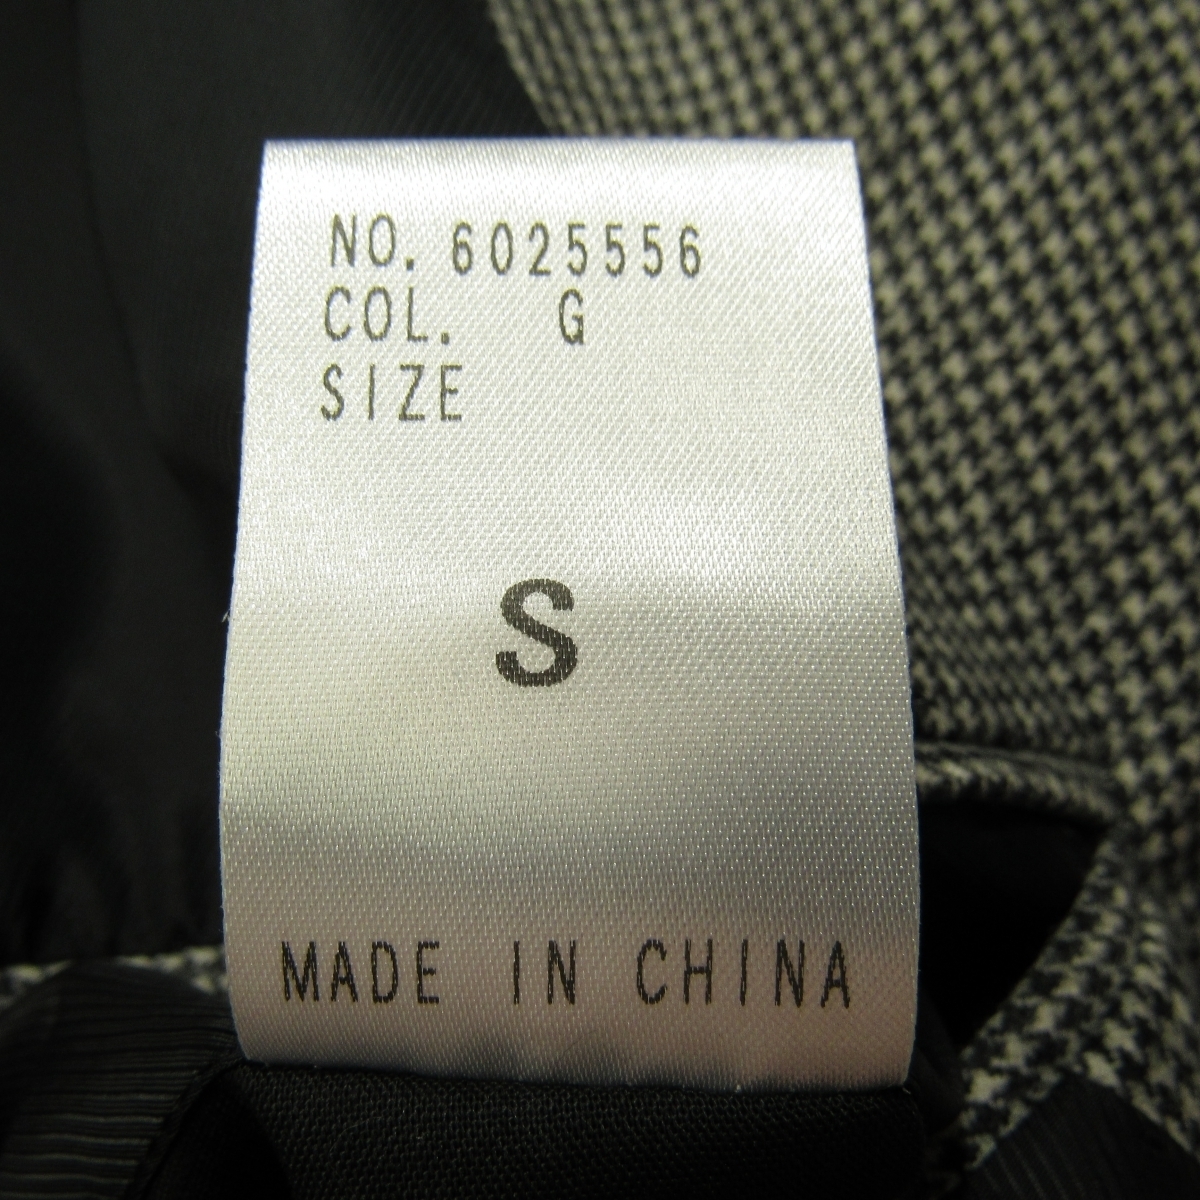 NO. 6025556
COL. G
SIZE
S
MADE IN CHINA